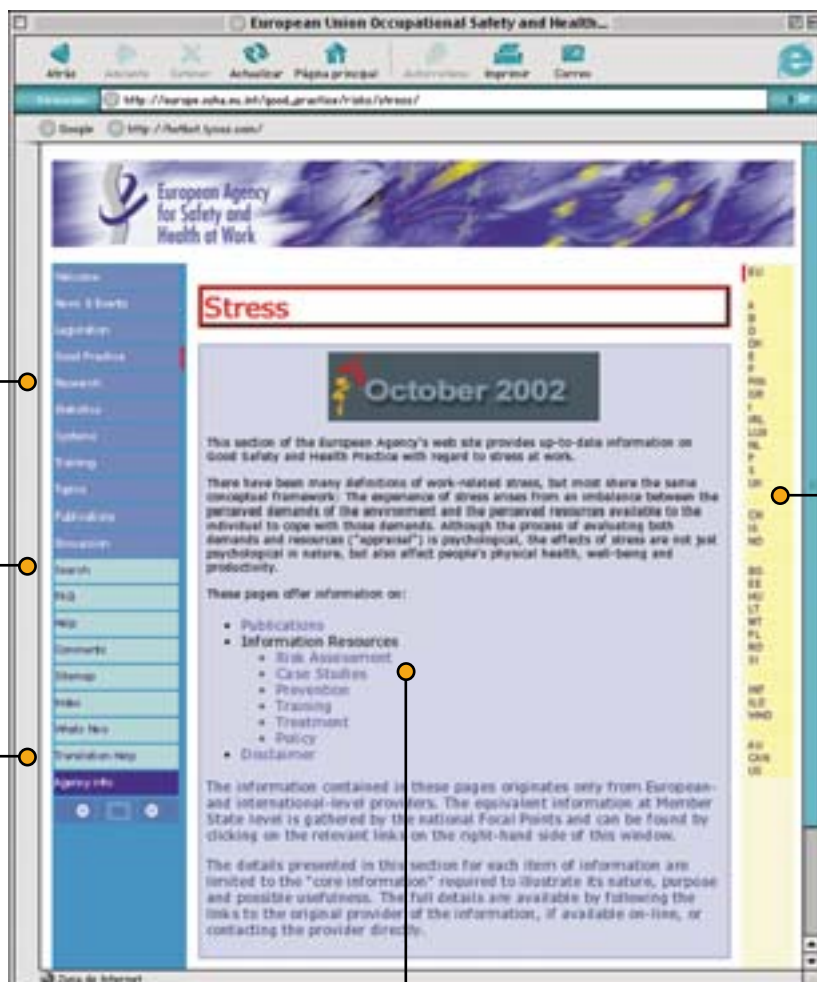 European Union Occupational Safety and Health...
Atrás Adelante Detener Actualizar Página principal Autorrelleno Imprimir Correo
http://europe.osha.eu.int/good_practice/risks/stress/
Google http://hotbot.lycos.com/
European Agency
for Safety and
Health at Work
Welcome
News & Events
Legislation
Good Practice
Research
Statistics
Systems
Training
Topics
Publications
Discussion
Search
FAQ
Help
Comments
Sitemap
Index
Whats New
Translation Help
Agency info
Stress
October 2002
This section of the European Agency's web site provides up-to-date information on
Good Safety and Health Practice with regard to stress at work.
There have been many definitions of work-related stress, but most share the same
conceptual framework: The experience of stress arises from an imbalance between the
perceived demands of the environment and the perceived resources available to the
individual to cope with those demands. Although the process of evaluating both
demands and resources ("appraisal") is psychological, the effects of stress are not just
psychological in nature, but also affect people's physical health, well-being and
productivity.
These pages offer information on:
Publications
Information Resources
Risk Assessment
Case Studies
Prevention
Training
Treatment
Policy
Disclaimer
The information contained in these pages originates only from European-
and international-level providers. The equivalent information at Member
State level is gathered by the national Focal Points and can be found by
clicking on the relevant links on the right-hand side of this window.
The details presented in this section for each item of information are
limited to the "core information" required to illustrate its nature, purpose
and possible usefulness. The full details are available by following the
links to the original provider of the information, if available on-line, or
contacting the provider directly.
EU
A
B
D
DK
E
F
FIN
GR
I
IRL
LUX
NL
P
S
UK
CH
IS
NO
BG
EE
HU
LT
MT
PL
RO
SI
INT
ILO
WHO
AU
CAN
US
Zona de Internet